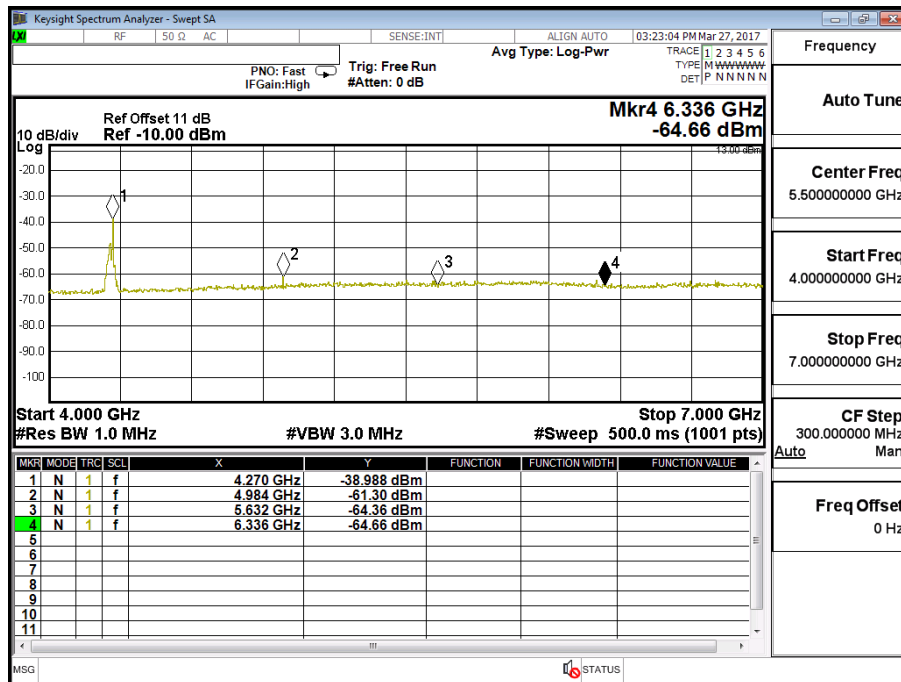 Keysight Spectrum Analyzer - Swept SA
LXI RF 50 Ω AC SENSE:INT ALIGN AUTO 03:23:04 PM Mar 27, 2017
Frequency
Avg Type: Log-Pwr
TRACE 1 2 3 4 5 6
TYPE M W W W W W
DET P N N N N N
PNO: Fast
IFGain:High
Trig: Free Run
#Atten: 0 dB
Auto Tune
Mkr4 6.336 GHz
-64.66 dBm
Ref Offset 11 dB
10 dB/div Ref -10.00 dBm
Log
-13.00 dBm
-20.0
-30.0
-40.0
-50.0
-60.0
-70.0
-80.0
-90.0
-100
1
2
3
4
Center Freq
5.500000000 GHz
Start Freq
4.000000000 GHz
Stop Freq
7.000000000 GHz
Start 4.000 GHz Stop 7.000 GHz
#Res BW 1.0 MHz #VBW 3.0 MHz #Sweep 500.0 ms (1001 pts)
CF Step
300.000000 MHz
Auto Man
MKR MODE TRC SCL X Y FUNCTION FUNCTION WIDTH FUNCTION VALUE
1 N 1 f 4.270 GHz -38.988 dBm
2 N 1 f 4.984 GHz -61.30 dBm
3 N 1 f 5.632 GHz -64.36 dBm
4 N 1 f 6.336 GHz -64.66 dBm
5
6
7
8
9
10
11
Freq Offset
0 Hz
MSG STATUS